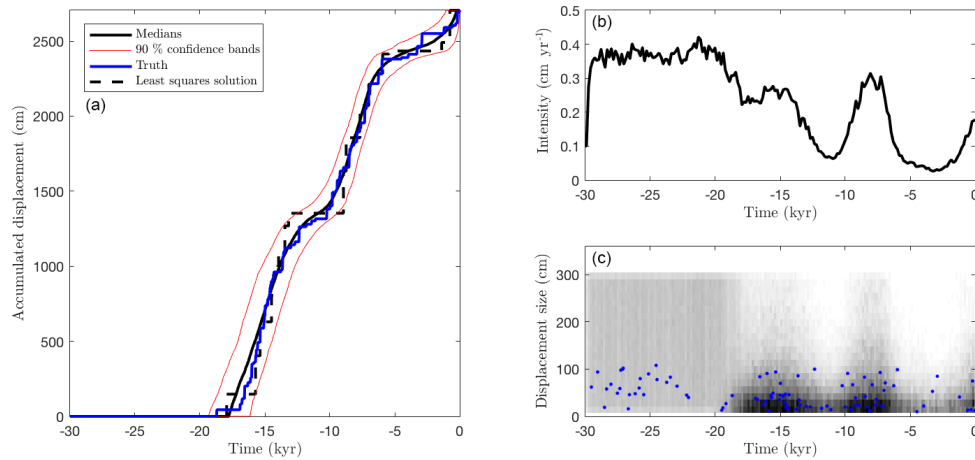 Medians
90 % confidence bands
Truth
Least squares solution
(a)
2500
2000
1500
1000
500
0
Accumulated displacement (cm)
-30 -25 -20 -15 -10 -5 0
Time (kyr)
(b)
0.5
0.4
0.3
0.2
0.1
0
Intensity (cm yr-1)
-30 -25 -20 -15 -10 -5 0
Time (kyr)
(c)
300
200
100
0
Displacement size (cm)
-30 -25 -20 -15 -10 -5 0
Time (kyr)